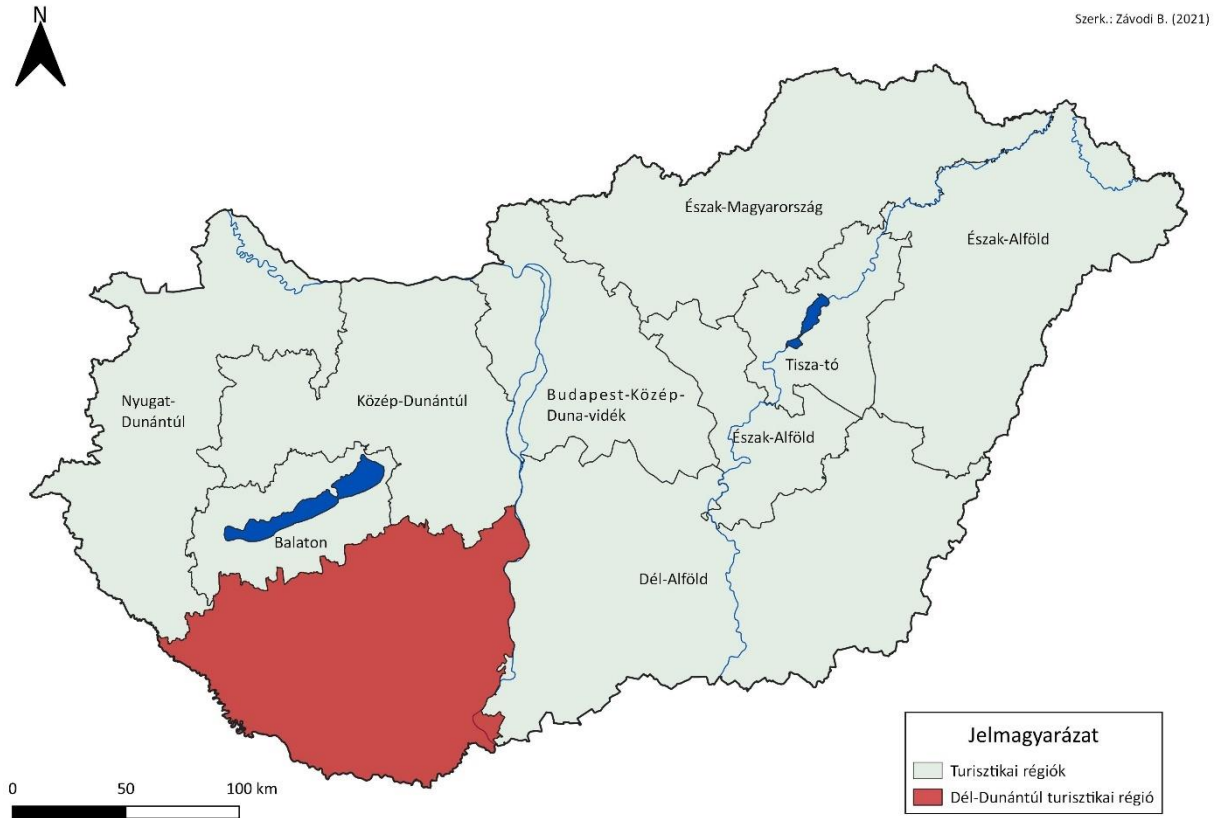 N
Szerk.: Závodi B. (2021)
Észak-Magyarország
Észak-Alföld
Tisza-tó
Nyugat-
Dunántúl
Közép-Dunántúl
Budapest-Közép-
Duna-vidék
Észak-Alföld
Balaton
Dél-Alföld
Jelmagyarázat
Turisztikai régiók
Dél-Dunántúl turisztikai régió
0 50 100 km